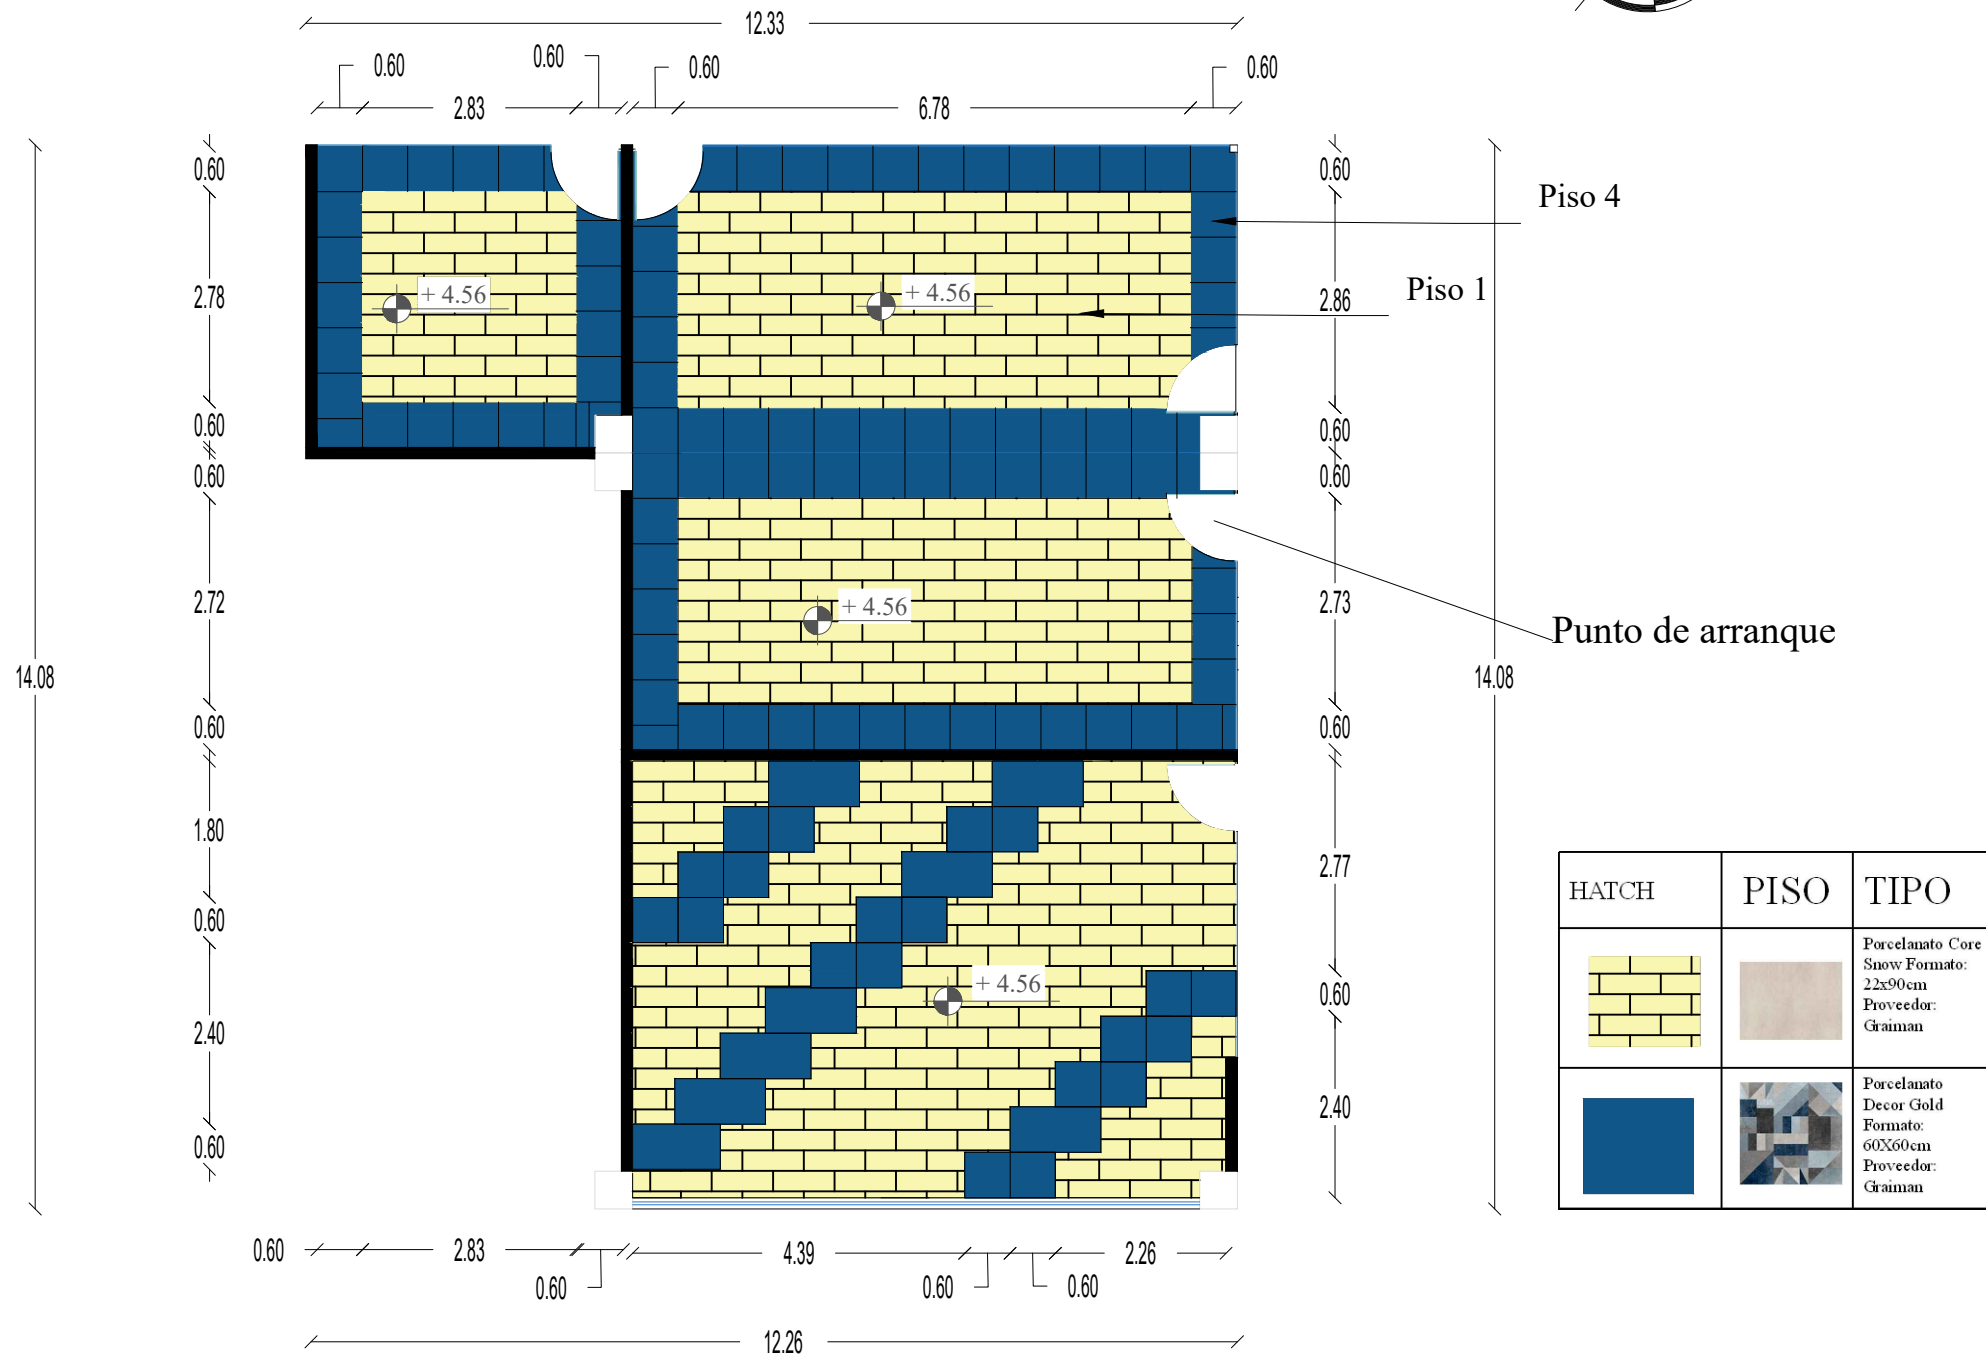 12.33
0.60
0.60
0.60
0.60
2.83
6.78
0.60
2.78
0.60
0.60
2.72
0.60
1.80
0.60
2.40
0.60
14.08
0.60
2.86
0.60
0.60
2.73
0.60
2.77
0.60
2.40
14.08
+ 4.56
+ 4.56
+ 4.56
+ 4.56
Piso 4
Piso 1
Punto de arranque
HATCH PISO TIPO
Porcelanato Core
Snow Formato:
22x90cm
Proveedor:
Graiman
Porcelanato
Decor Gold
Formato:
60X60cm
Proveedor:
Graiman
0.60
2.83
0.60
4.39
0.60
0.60
2.26
12.26